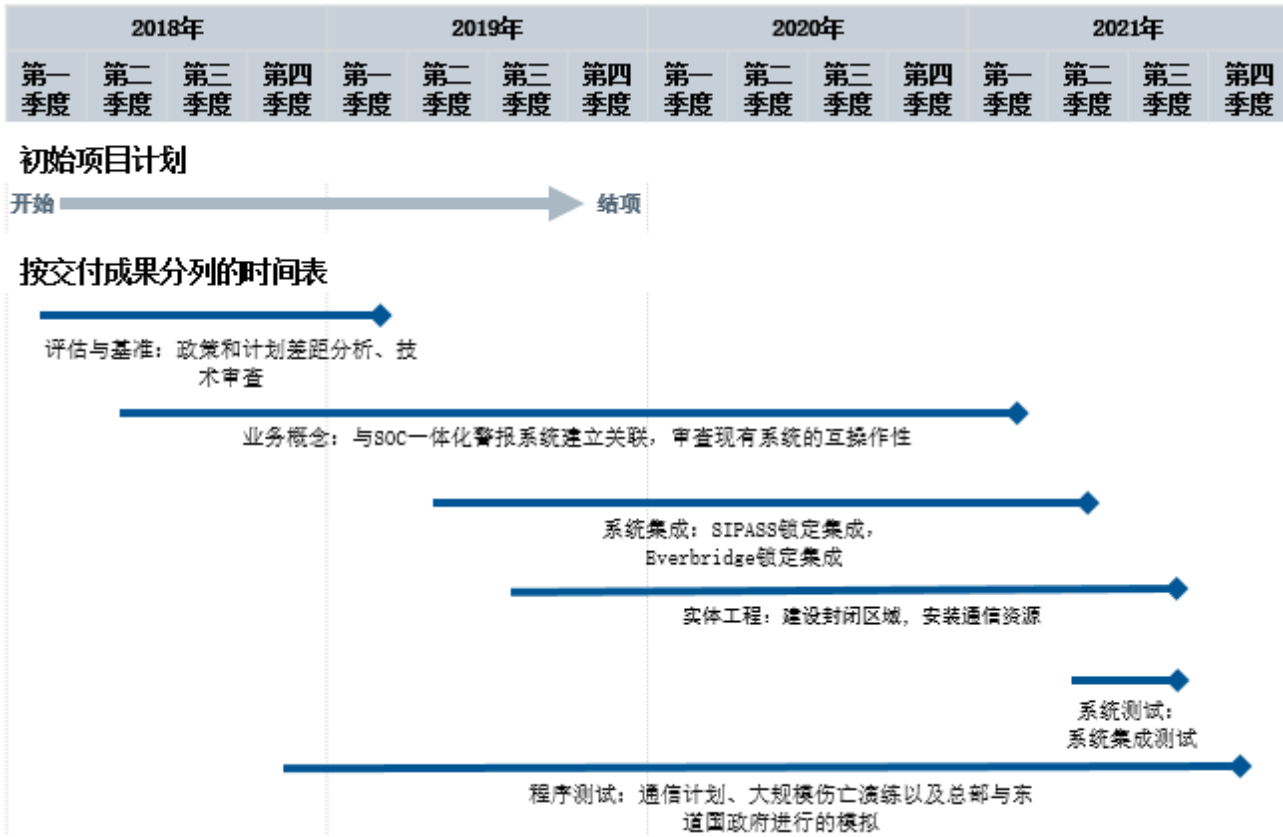 2018年 2019年 2020年 2021年
第一季度 第二季度 第三季度 第四季度 第一季度 第二季度 第三季度 第四季度 第一季度 第二季度 第三季度 第四季度 第一季度 第二季度 第三季度 第四季度
初始项目计划
开始 结项
按交付成果分列的时间表
评估与基准：政策和计划差距分析、技
术审查
业务概念：与SOC一体化警报系统建立关联，审查现有系统的互操作性
系统集成：SIPASS锁定集成，
Everbridge锁定集成
实体工程：建设封闭区域，安装通信资源
系统测试：
系统集成测试
程序测试：通信计划、大规模伤亡演练以及总部与东
道国政府进行的模拟